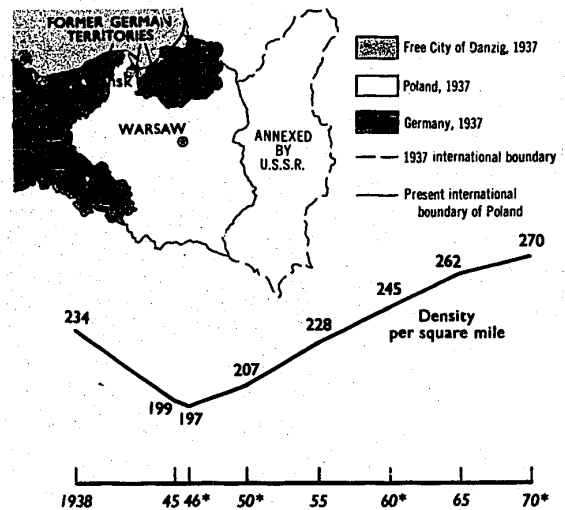 FORMER GERMAN
TERRITORIES
WARSAW
ANNEXED
BY
U.S.S.R.
Free City of Danzig, 1937
Poland, 1937
Germany, 1937
1937 international boundary
Present international
boundary of Poland
234
199
197
207
228
245
262
270
Density
per square mile
1938 45 46* 50* 55 60* 65 70*